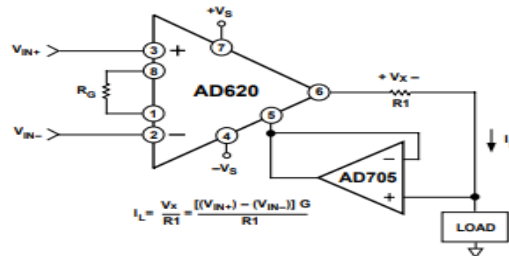 +VS
VIN+
3
+
7
8
RG
AD620
6
+ VX –
R1
1
5
VIN–
2
–
4
–VS
–
AD705
+
I
LOAD
IL= VX/R1 = [(VIN+) – (VIN–)] G/R1